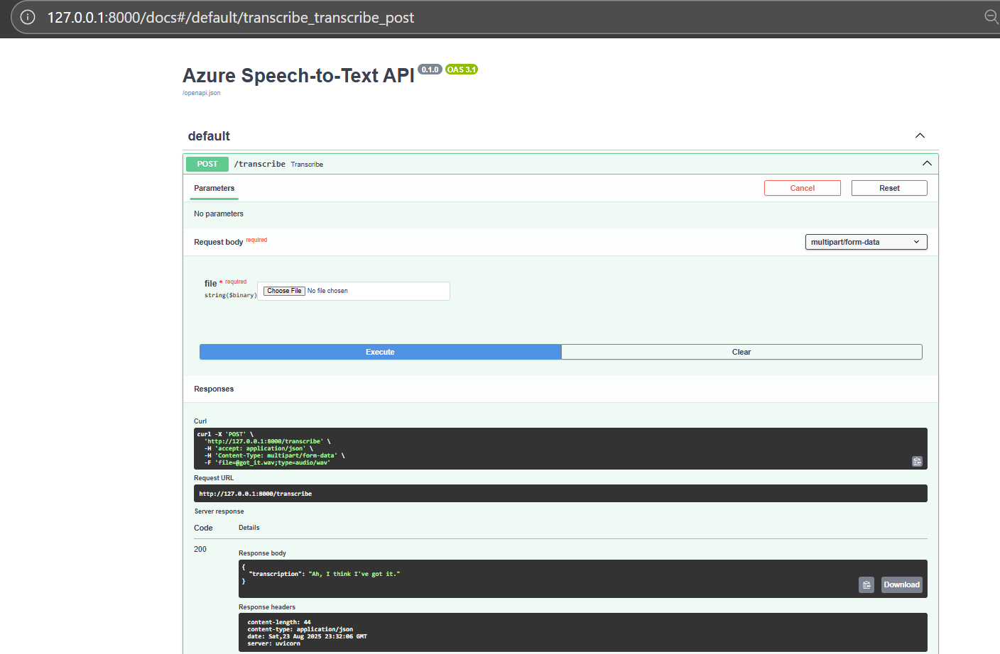 127.0.0.1:8000/docs#/default/transcribe_transcribe_post
Azure Speech-to-Text API 0.1.0 OAS 3.1
/openapi.json
default
POST /transcribe Transcribe
Parameters Cancel Reset
No parameters
Request body required multipart/form-data
file * required
string($binary) Choose File No file chosen
Execute Clear
Responses
Curl
curl -X 'POST' \
'http://127.0.0.1:8000/transcribe' \
-H 'accept: application/json' \
-H 'Content-Type: multipart/form-data' \
-F 'file=@got_it.wav;type=audio/wav'
Request URL
http://127.0.0.1:8000/transcribe
Server response
Code Details
200
Response body
{
"transcription": "Ah, I think I've got it."
}
Download
Response headers
content-length: 44
content-type: application/json
date: Sat,23 Aug 2025 23:32:06 GMT
server: uvicorn